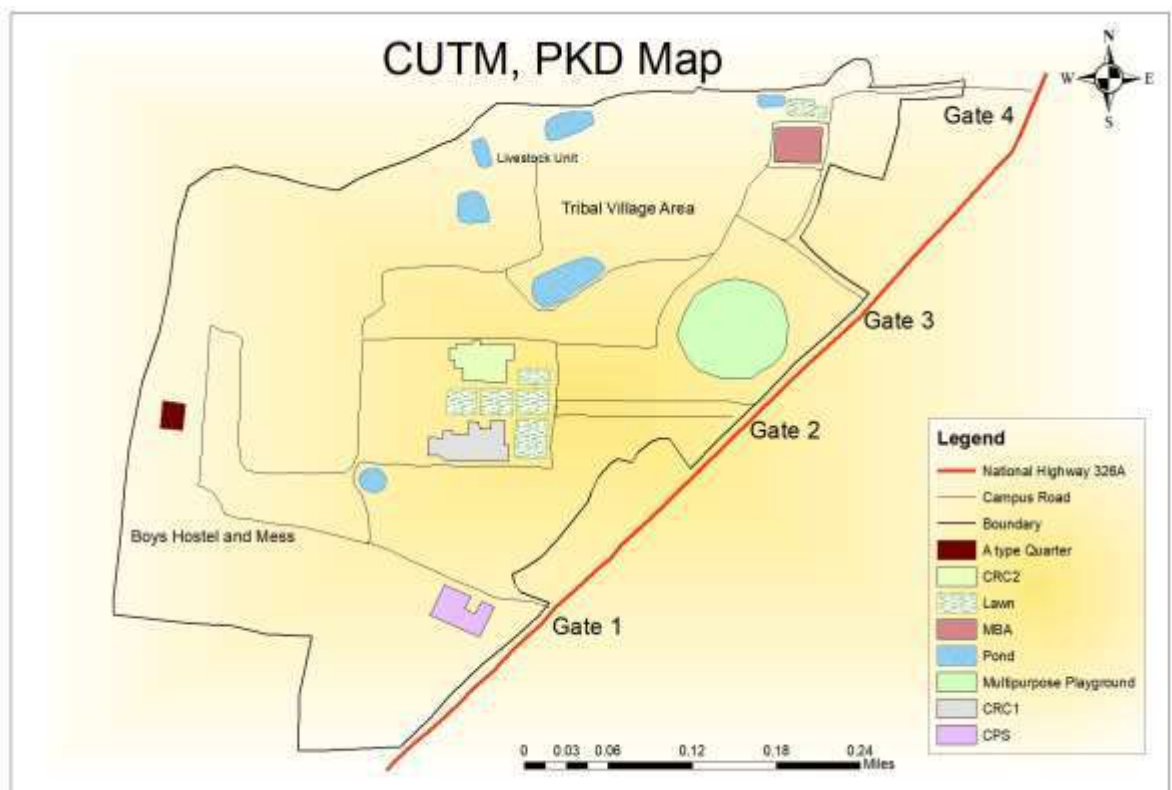 CUTM, PKD Map
N
W E
S
Gate 4
Livestock Unit
Tribal Village Area
Gate 3
Gate 2
Boys Hostel and Mess
Gate 1
Legend
National Highway 326A
Campus Road
Boundary
A type Quarter
CRC2
Lawn
MBA
Pond
Multipurpose Playground
CRC1
CPS
0 0.03 0.06 0.12 0.18 0.24
Miles